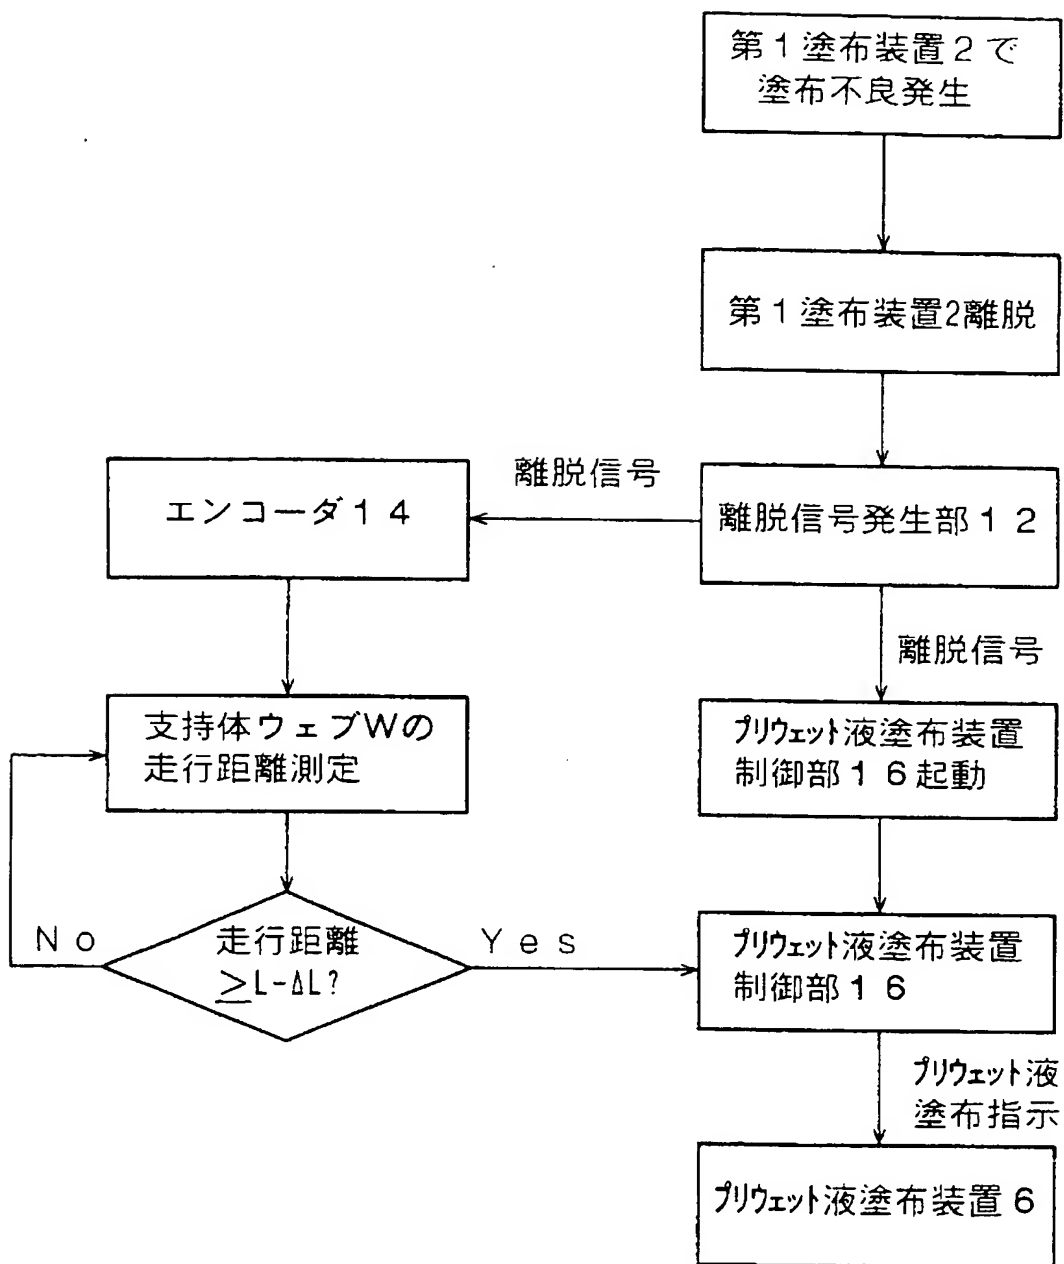 第1塗布装置2で
塗布不良発生
第1塗布装置2離脱
離脱信号
エンコーダ14
離脱信号発生部12
離脱信号
支持体ウェブWの
走行距離測定
プリウェット液塗布装置
制御部16起動
No
走行距離
≧L-ΔL?
Yes
プリウェット液塗布装置
制御部16
プリウェット液
塗布指示
プリウェット液塗布装置6